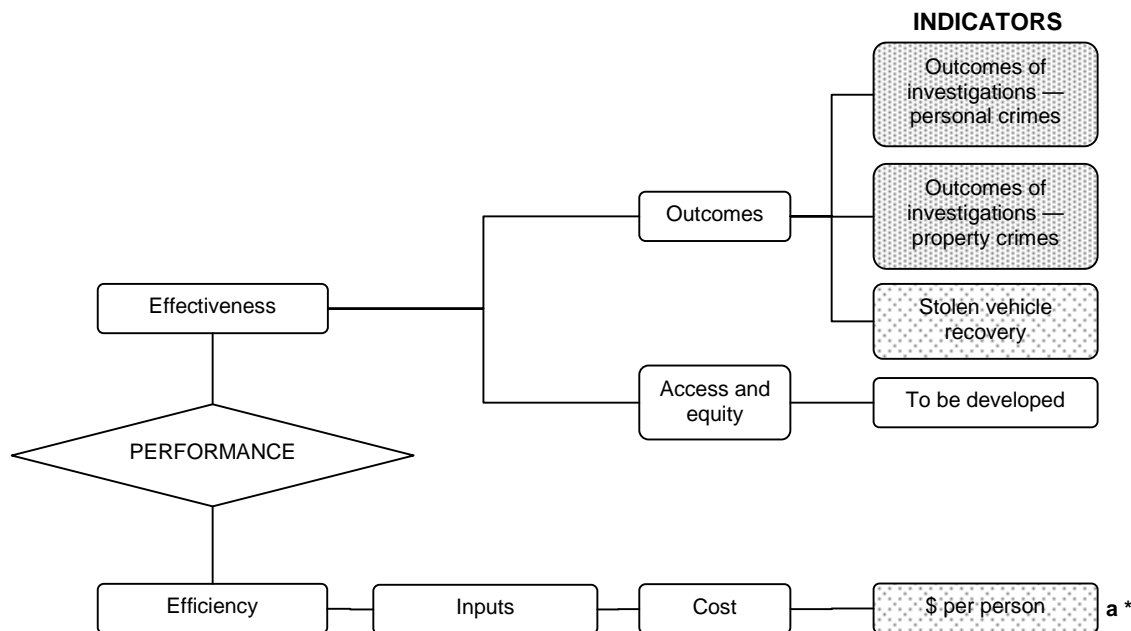 INDICATORS
Outcomes of
investigations —
personal crimes
Outcomes
Outcomes of
investigations —
property crimes
Effectiveness
Stolen vehicle
recovery
Access and
equity
To be developed
PERFORMANCE
Efficiency
Inputs
Cost
$ per person
a *